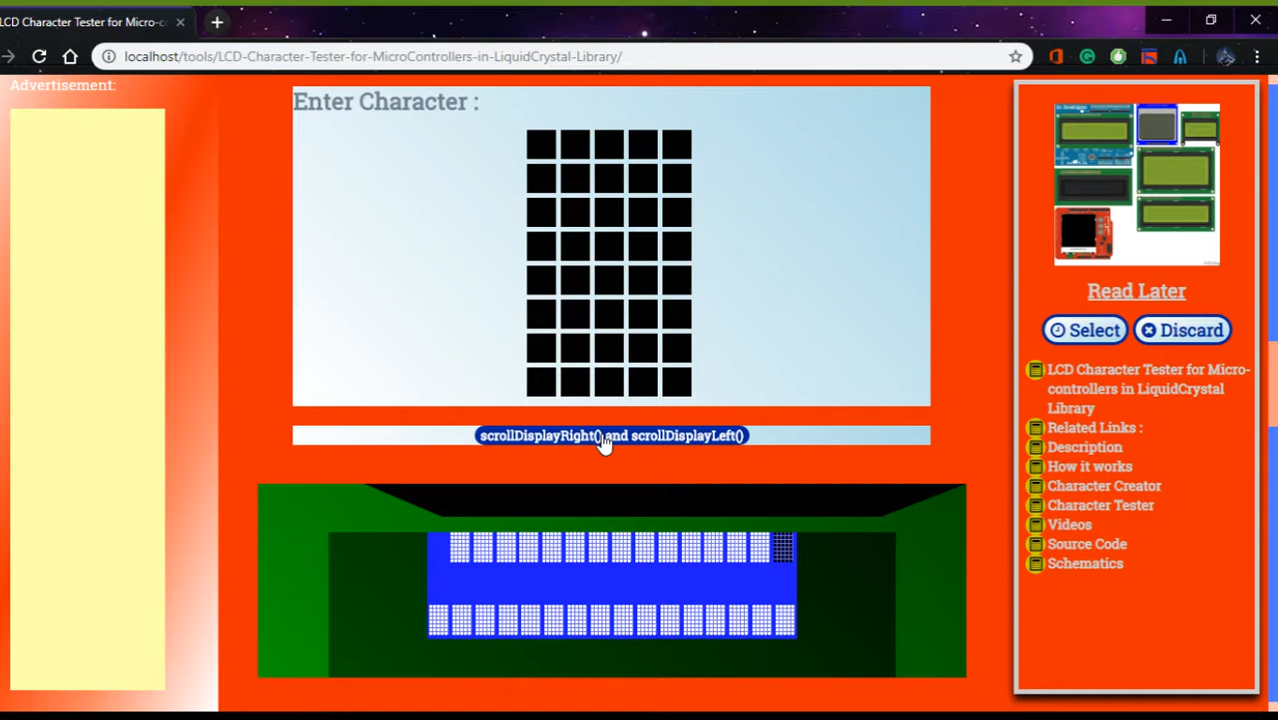 LCD Character Tester for Micro-c
localhost/tools/LCD-Character-Tester-for-MicroControllers-in-LiquidCrystal-Library/
Advertisement:
Enter Character :
scrollDisplayRight() and scrollDisplayLeft()
Read Later
Select
Discard
LCD Character Tester for Micro-
controllers in LiquidCrystal
Library
Related Links :
Description
How it works
Character Creator
Character Tester
Videos
Source Code
Schematics